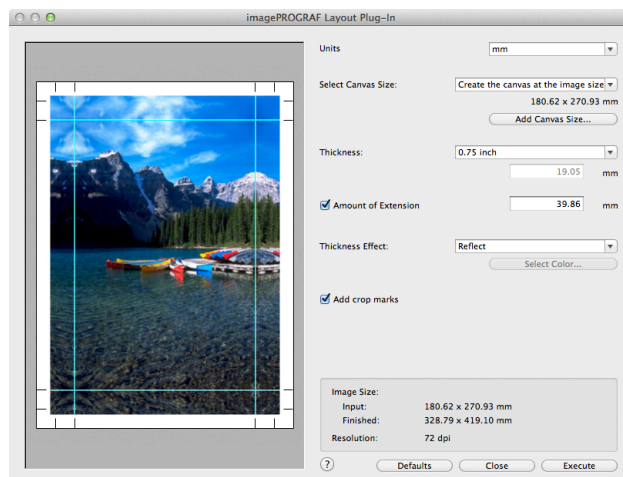 imagePROGRAF Layout Plug-In
Units
mm
Select Canvas Size:
Create the canvas at the image size
180.62 x 270.93 mm
Add Canvas Size...
Thickness:
0.75 inch
19.05 mm
Amount of Extension
39.86 mm
Thickness Effect:
Reflect
Select Color...
Add crop marks
Image Size:
Input: 180.62 x 270.93 mm
Finished: 328.79 x 419.10 mm
Resolution: 72 dpi
? Defaults Close Execute